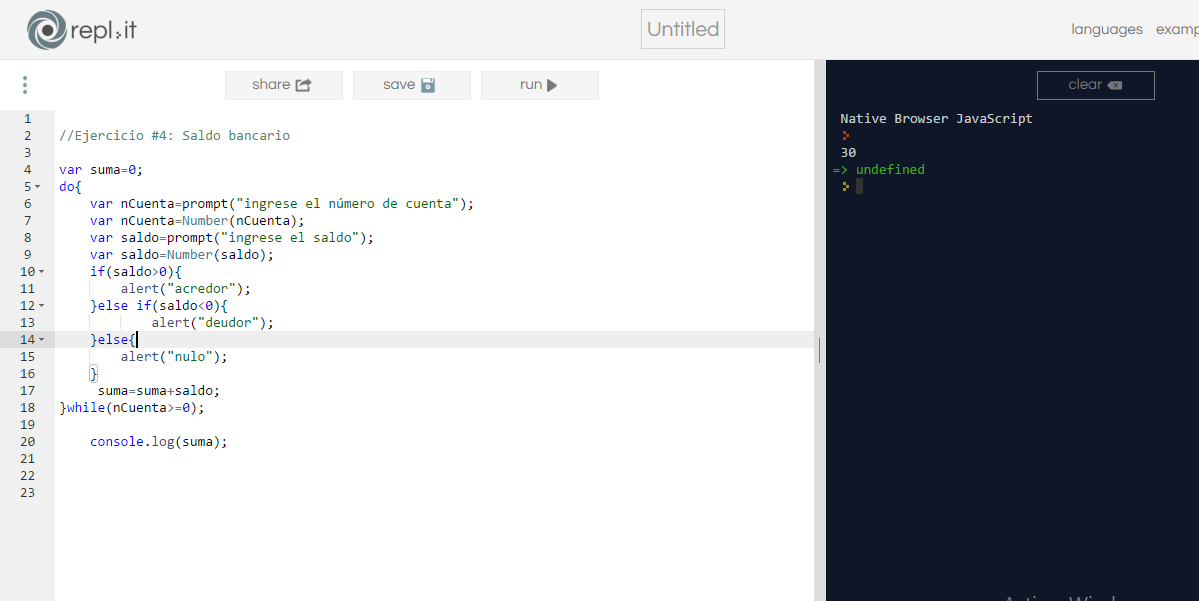 repl.it
Untitled
languages examp
share
save
run
clear
1
2 //Ejercicio #4: Saldo bancario
3
4 var suma=0;
5 do{
6 var nCuenta=prompt("ingrese el número de cuenta");
7 var nCuenta=Number(nCuenta);
8 var saldo=prompt("ingrese el saldo");
9 var saldo=Number(saldo);
10 if(saldo>0){
11 alert("acredor");
12 }else if(saldo<0){
13 alert("deudor");
14 }else{
15 alert("nulo");
16 }
17 suma=suma+saldo;
18 }while(nCuenta>=0);
19
20 console.log(suma);
21
22
23
Native Browser JavaScript
30
=> undefined